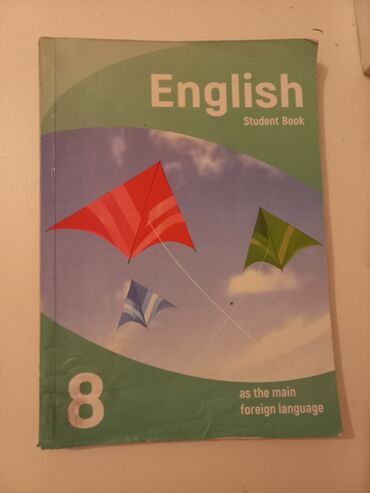 English
Student Book
8
as the main
foreign language